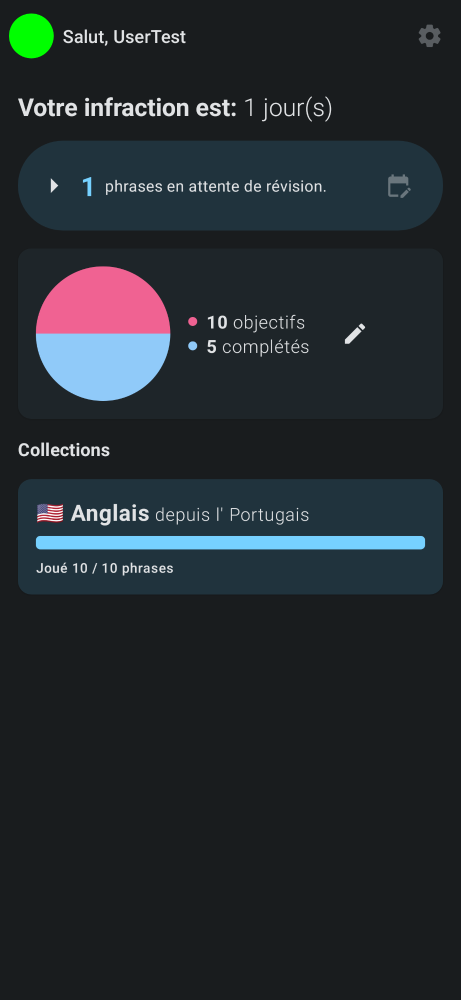 Salut, UserTest
Votre infraction est: 1 jour(s)
1 phrases en attente de révision.
10 objectifs
5 complétés
Collections
Anglais depuis l' Portugais
Joué 10 / 10 phrases